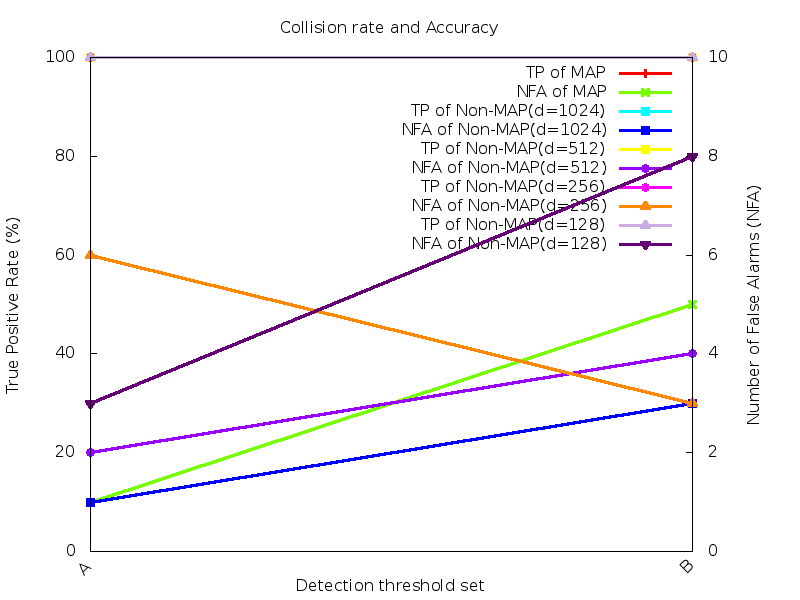 Collision rate and Accuracy
100
80
60
40
20
0
10
8
6
4
2
0
True Positive Rate (%)
Number of False Alarms (NFA)
TP of MAP
NFA of MAP
TP of Non-MAP(d=1024)
NFA of Non-MAP(d=1024)
TP of Non-MAP(d=512)
NFA of Non-MAP(d=512)
TP of Non-MAP(d=256)
NFA of Non-MAP(d=256)
TP of Non-MAP(d=128)
NFA of Non-MAP(d=128)
A
B
Detection threshold set